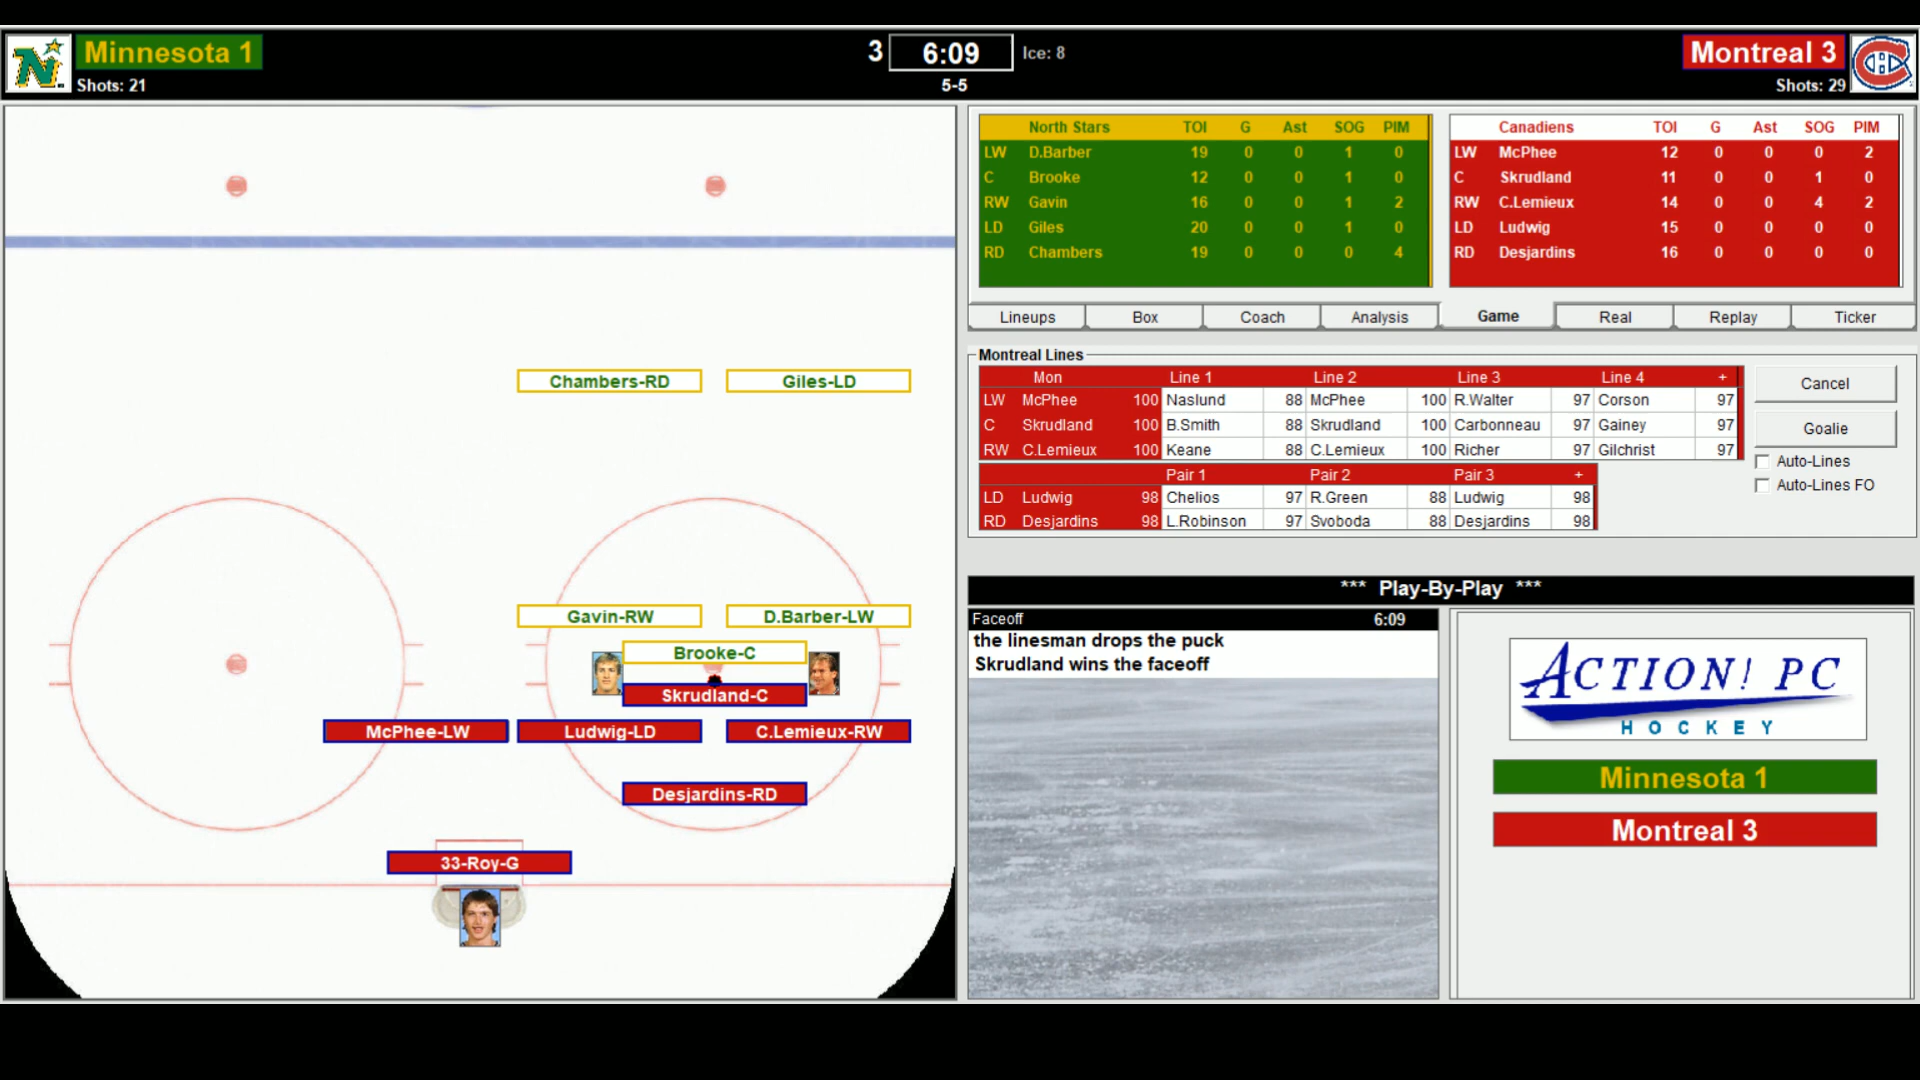 Minnesota 1
Shots: 21
3 6:09 Ice: 8
5-5
Montreal 3
Shots: 29
North Stars TOI G Ast SOG PIM
LW D.Barber 19 0 0 1 0
C Brooke 12 0 0 1 0
RW Gavin 16 0 0 1 2
LD Giles 20 0 0 1 0
RD Chambers 19 0 0 0 4
Canadiens TOI G Ast SOG PIM
LW McPhee 12 0 0 0 2
C Skrudland 11 0 0 1 0
RW C.Lemieux 14 0 0 4 2
LD Ludwig 15 0 0 0 0
RD Desjardins 16 0 0 0 0
Lineups Box Coach Analysis Game Real Replay Ticker
Montreal Lines
Mon Line 1 Line 2 Line 3 Line 4 +
LW McPhee 100 Naslund 88 McPhee 100 R.Walter 97 Corson 97
C Skrudland 100 B.Smith 88 Skrudland 100 Carbonneau 97 Gainey 97
RW C.Lemieux 100 Keane 88 C.Lemieux 100 Richer 97 Gilchrist 97
Pair 1 Pair 2 Pair 3 +
LD Ludwig 98 Chelios 97 R.Green 88 Ludwig 98
RD Desjardins 98 L.Robinson 97 Svoboda 88 Desjardins 98
Cancel
Goalie
Auto-Lines
Auto-Lines FO
Chambers-RD Giles-LD
Gavin-RW D.Barber-LW
Brooke-C
Skrudland-C
McPhee-LW Ludwig-LD C.Lemieux-RW
Desjardins-RD
33-Roy-G
*** Play-By-Play ***
Faceoff 6:09
the linesman drops the puck
Skrudland wins the faceoff
ACTION! PC
HOCKEY
Minnesota 1
Montreal 3